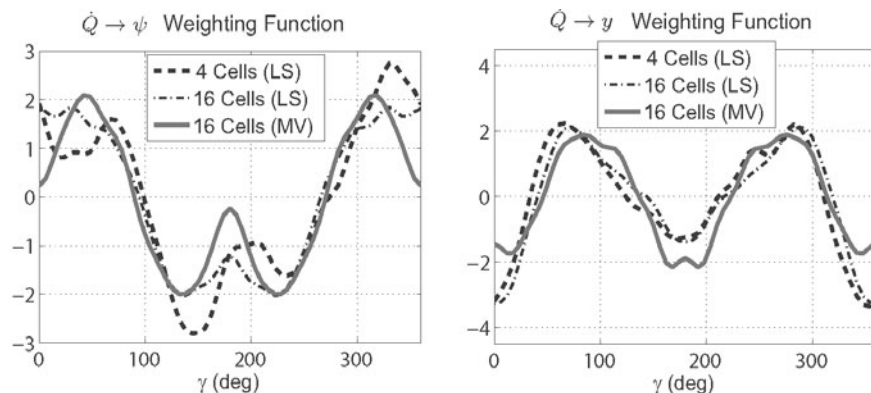 Q̇ → ψ Weighting Function
3
2
1
0
−1
−2
−3
4 Cells (LS)
16 Cells (LS)
16 Cells (MV)
0
100
200
300
γ (deg)
Q̇ → y Weighting Function
4
2
0
−2
−4
4 Cells (LS)
16 Cells (LS)
16 Cells (MV)
0
100
200
300
γ (deg)